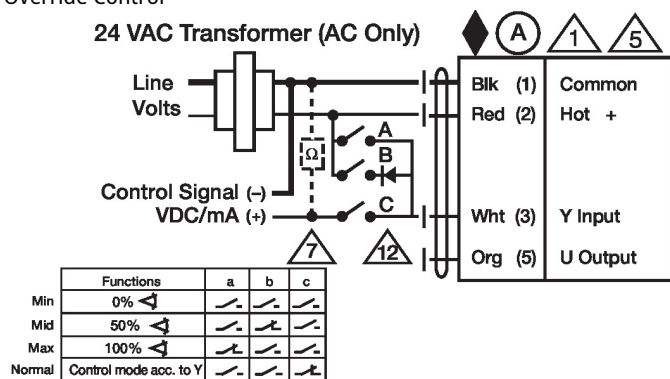 Override Control
24 VAC Transformer (AC Only)
A 1 5
Line
Volts
Blk (1) Common
Red (2) Hot +
A
Ω
B
Control Signal (–)
VDC/mA (+)
C
Wht (3) Y Input
7 12
Org (5) U Output
Functions a b c
Min 0%
Mid 50%
Max 100%
Normal Control mode acc. to Y